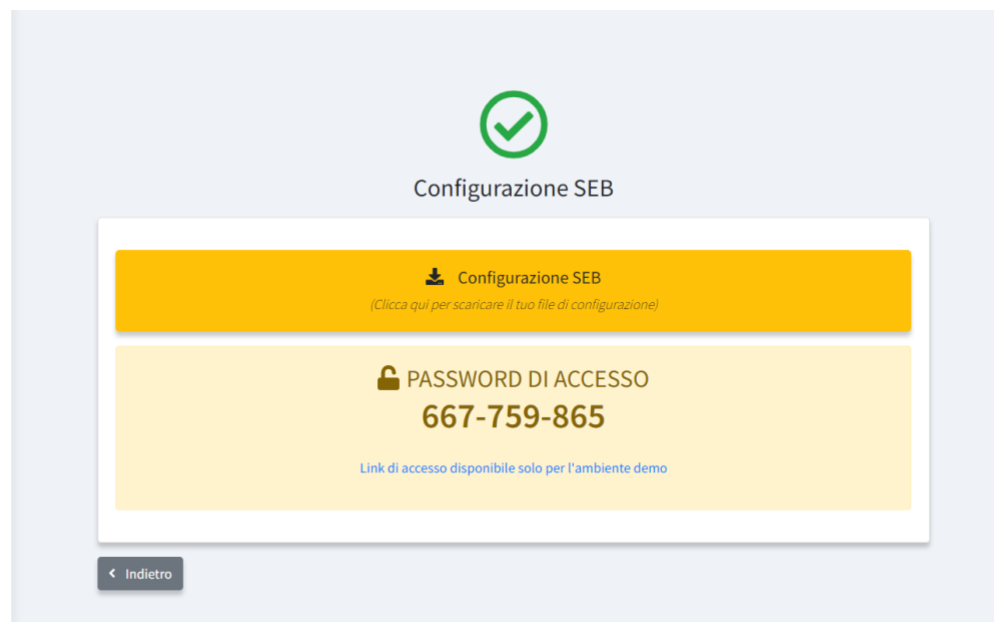 Configurazione SEB
Configurazione SEB
(Clicca qui per scaricare il tuo file di configurazione)
PASSWORD DI ACCESSO
667-759-865
Link di accesso disponibile solo per l'ambiente demo
Indietro